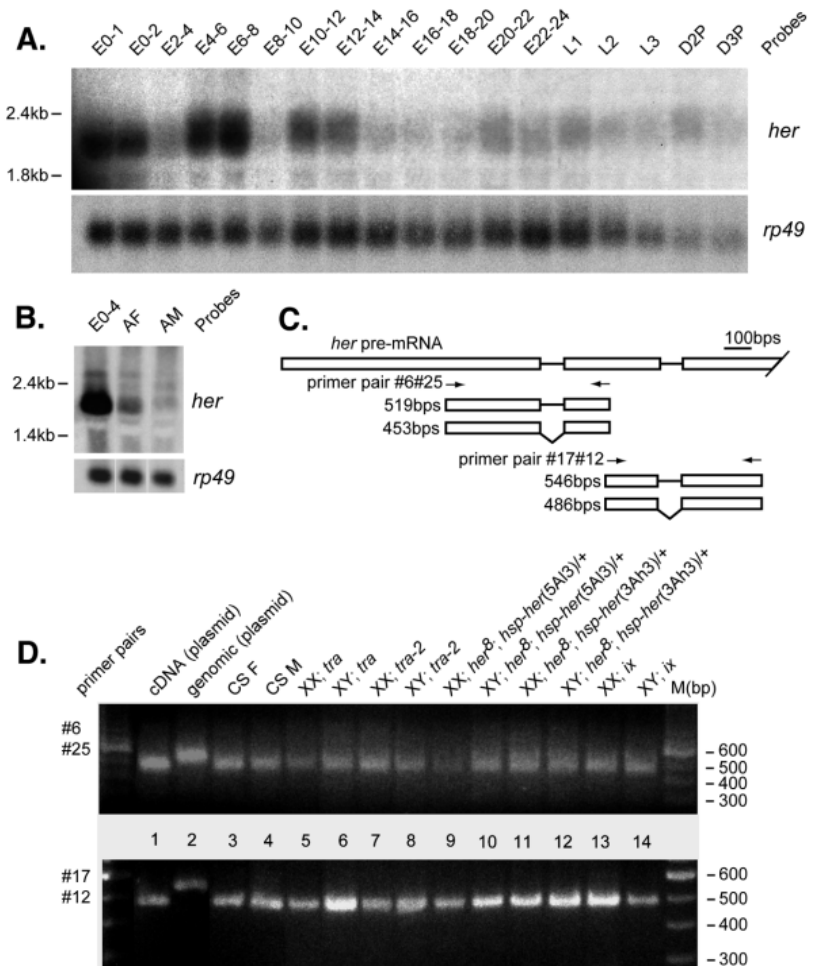 A.
E0-1 E0-2 E2-4 E4-6 E6-8 E8-10 E10-12 E12-14 E14-16 E16-18 E18-20 E20-22 E22-24 L1 L2 L3 D2P D3P Probes
2.4kb
her
1.8kb
rp49
B.
E0-4 AF AM Probes
2.4kb
her
1.4kb
rp49
C.
100bps
her pre-mRNA
primer pair #6#25
519bps
453bps
primer pair #17#12
546bps
486bps
D.
primer pairs cDNA (plasmid) genomic (plasmid) CS F CS M XX; tra XY; tra XX; tra-2 XY; tra-2 XX; her8; hsp-her(5Al3)/+ XY; her8; hsp-her(5Al3)/+ XX; her8; hsp-her(3Ah3)/+ XY; her8; hsp-her(3Ah3)/+ XX; ix XY; ix M(bp)
#6
#25
600
500
400
300
1 2 3 4 5 6 7 8 9 10 11 12 13 14
#17
#12
600
500
400
300